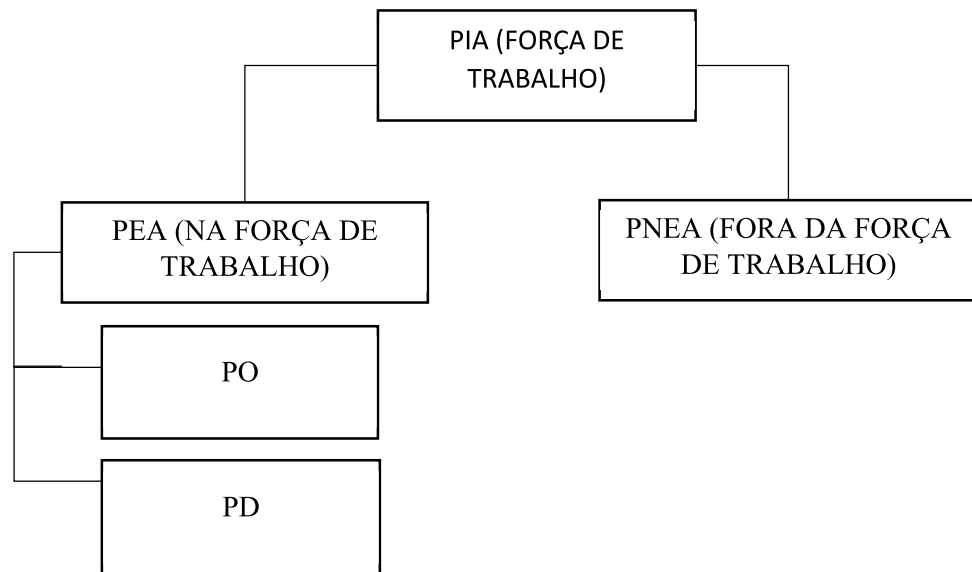 PIA (FORÇA DE
TRABALHO)
PEA (NA FORÇA DE
TRABALHO)
PNEA (FORA DA FORÇA
DE TRABALHO)
PO
PD